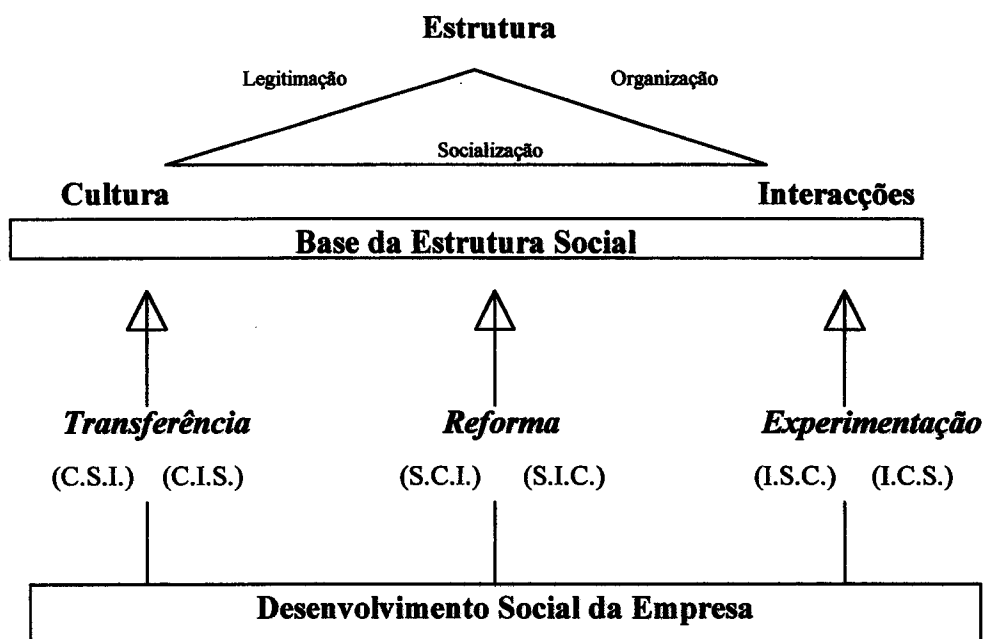 Estrutura
Legitimação Organização
Socialização
Cultura Interacções
Base da Estrutura Social
Transferência Reforma Experimentação
(C.S.I.) (C.I.S.) (S.C.I.) (S.I.C.) (I.S.C.) (I.C.S.)
Desenvolvimento Social da Empresa